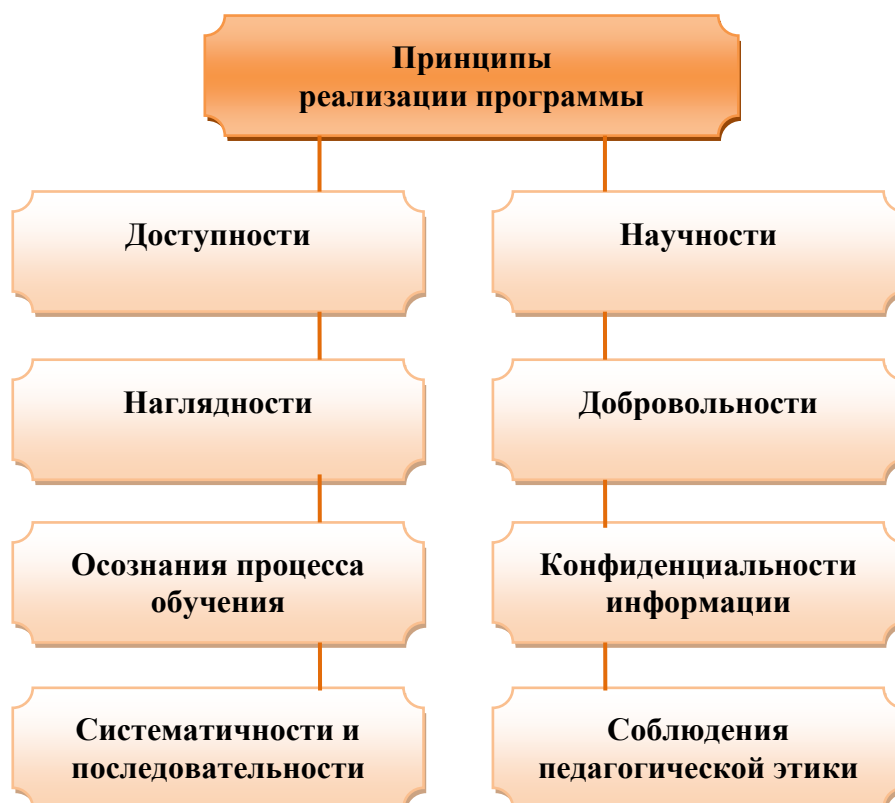 Принципы
реализации программы
Доступности
Научности
Наглядности
Добровольности
Осознания процесса
обучения
Конфиденциальности
информации
Систематичности и
последовательности
Соблюдения
педагогической этики